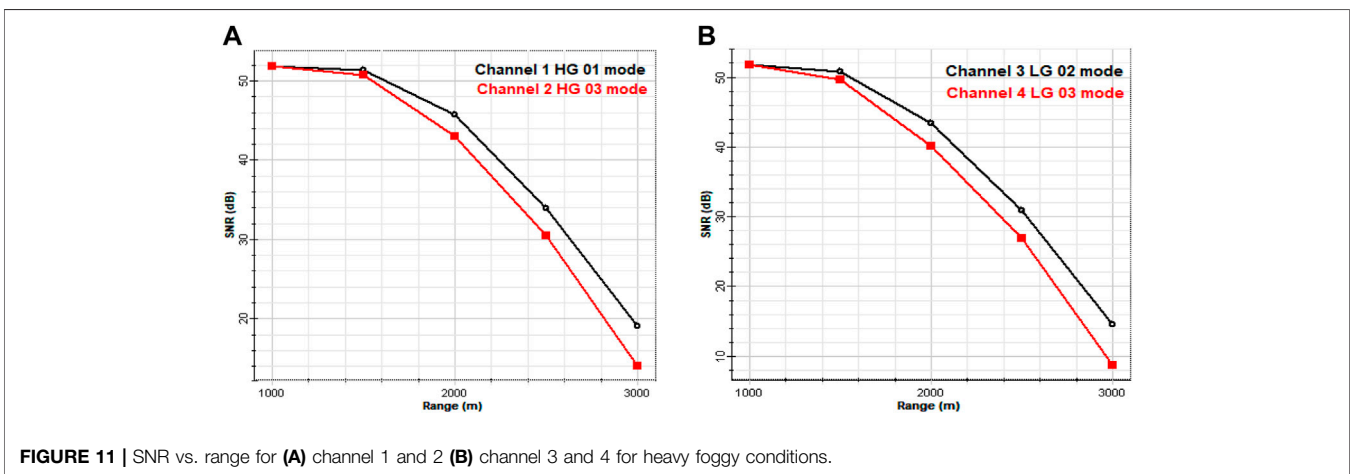 A
Channel 1 HG 01 mode
Channel 2 HG 03 mode
SNR (dB)
50
40
30
20
1000
2000
3000
Range (m)
B
Channel 3 LG 02 mode
Channel 4 LG 03 mode
SNR (dB)
50
40
30
20
10
1000
2000
3000
Range (m)
FIGURE 11 | SNR vs. range for (A) channel 1 and 2 (B) channel 3 and 4 for heavy foggy conditions.